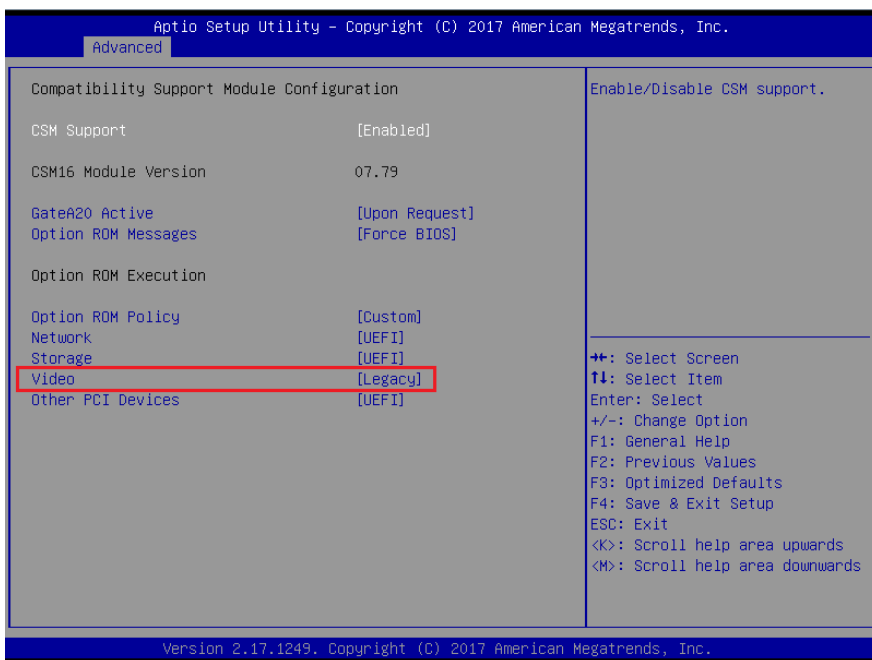 Aptio Setup Utility – Copyright (C) 2017 American Megatrends, Inc.
Advanced
Compatibility Support Module Configuration
CSM Support [Enabled]
CSM16 Module Version 07.79
GateA20 Active [Upon Request]
Option ROM Messages [Force BIOS]
Option ROM Execution
Option ROM Policy [Custom]
Network [UEFI]
Storage [UEFI]
Video [Legacy]
Other PCI Devices [UEFI]
Enable/Disable CSM support.
→←: Select Screen
↑↓: Select Item
Enter: Select
+/-: Change Option
F1: General Help
F2: Previous Values
F3: Optimized Defaults
F4: Save & Exit Setup
ESC: Exit
<K>: Scroll help area upwards
<M>: Scroll help area downwards
Version 2.17.1249. Copyright (C) 2017 American Megatrends, Inc.